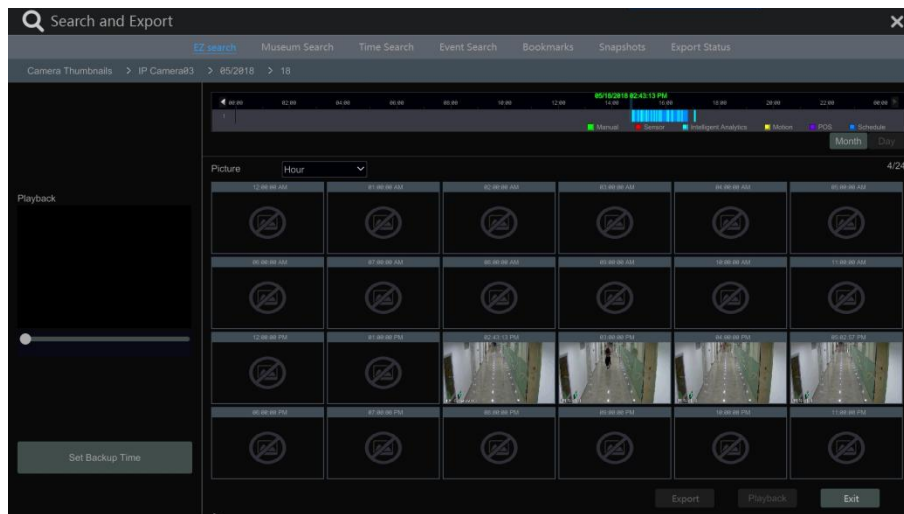 Search and Export
EZ search Museum Search Time Search Event Search Bookmarks Snapshots Export Status
Camera Thumbnails > IP Camera03 > 05/2018 > 18
02:43:13 PM
00:00 02:00 04:00 06:00 08:00 10:00 12:00 14:00 16:00 18:00 20:00 22:00 00:00
1
Manual Sensor Intelligent Analytics Motion POS Schedule
Month Day
Picture Hour 4/24
Playback
12:00:00 AM 01:00:00 AM 02:00:00 AM 03:00:00 AM 04:00:00 AM 05:00:00 AM
06:00:00 AM 07:00:00 AM 08:00:00 AM 09:00:00 AM 10:00:00 AM 11:00:00 AM
12:00:00 PM 01:00:00 PM 02:43:13 PM 03:00:00 PM 04:00:00 PM 05:02:57 PM
06:00:00 PM 07:00:00 PM 08:00:00 PM 09:00:00 PM 10:00:00 PM 11:00:00 PM
Set Backup Time
Export Playback Exit